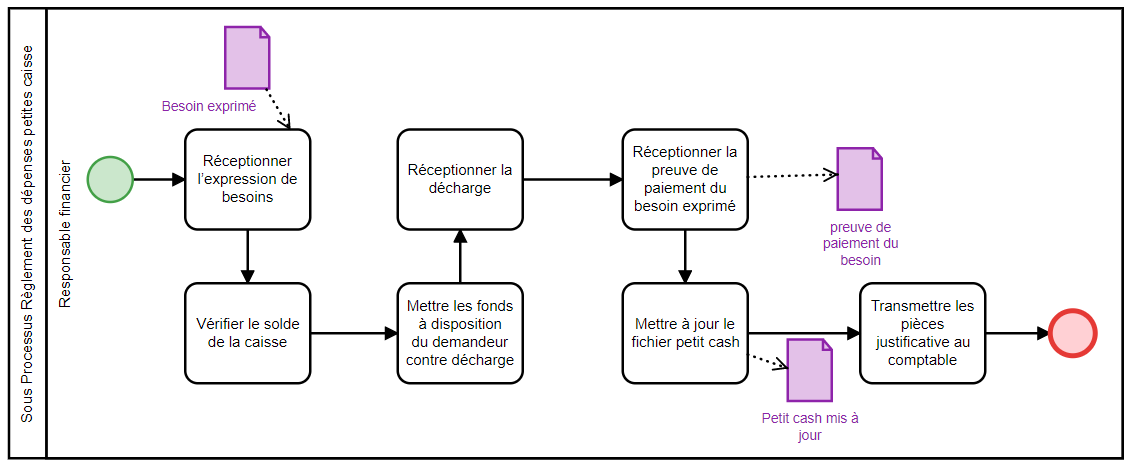 Sous Processus Règlement des dépenses petites caisse
Responsable financier
Besoin exprimé
Réceptionner
l'expression de
besoins
Vérifier le solde
de la caisse
Mettre les fonds
à disposition
du demandeur
contre décharge
Réceptionner la
décharge
Réceptionner la
preuve de
paiement du
besoin exprimé
preuve de
paiement du
besoin
Mettre à jour le
fichier petit cash
Petit cash mis à
jour
Transmettre les
pièces
justificative au
comptable